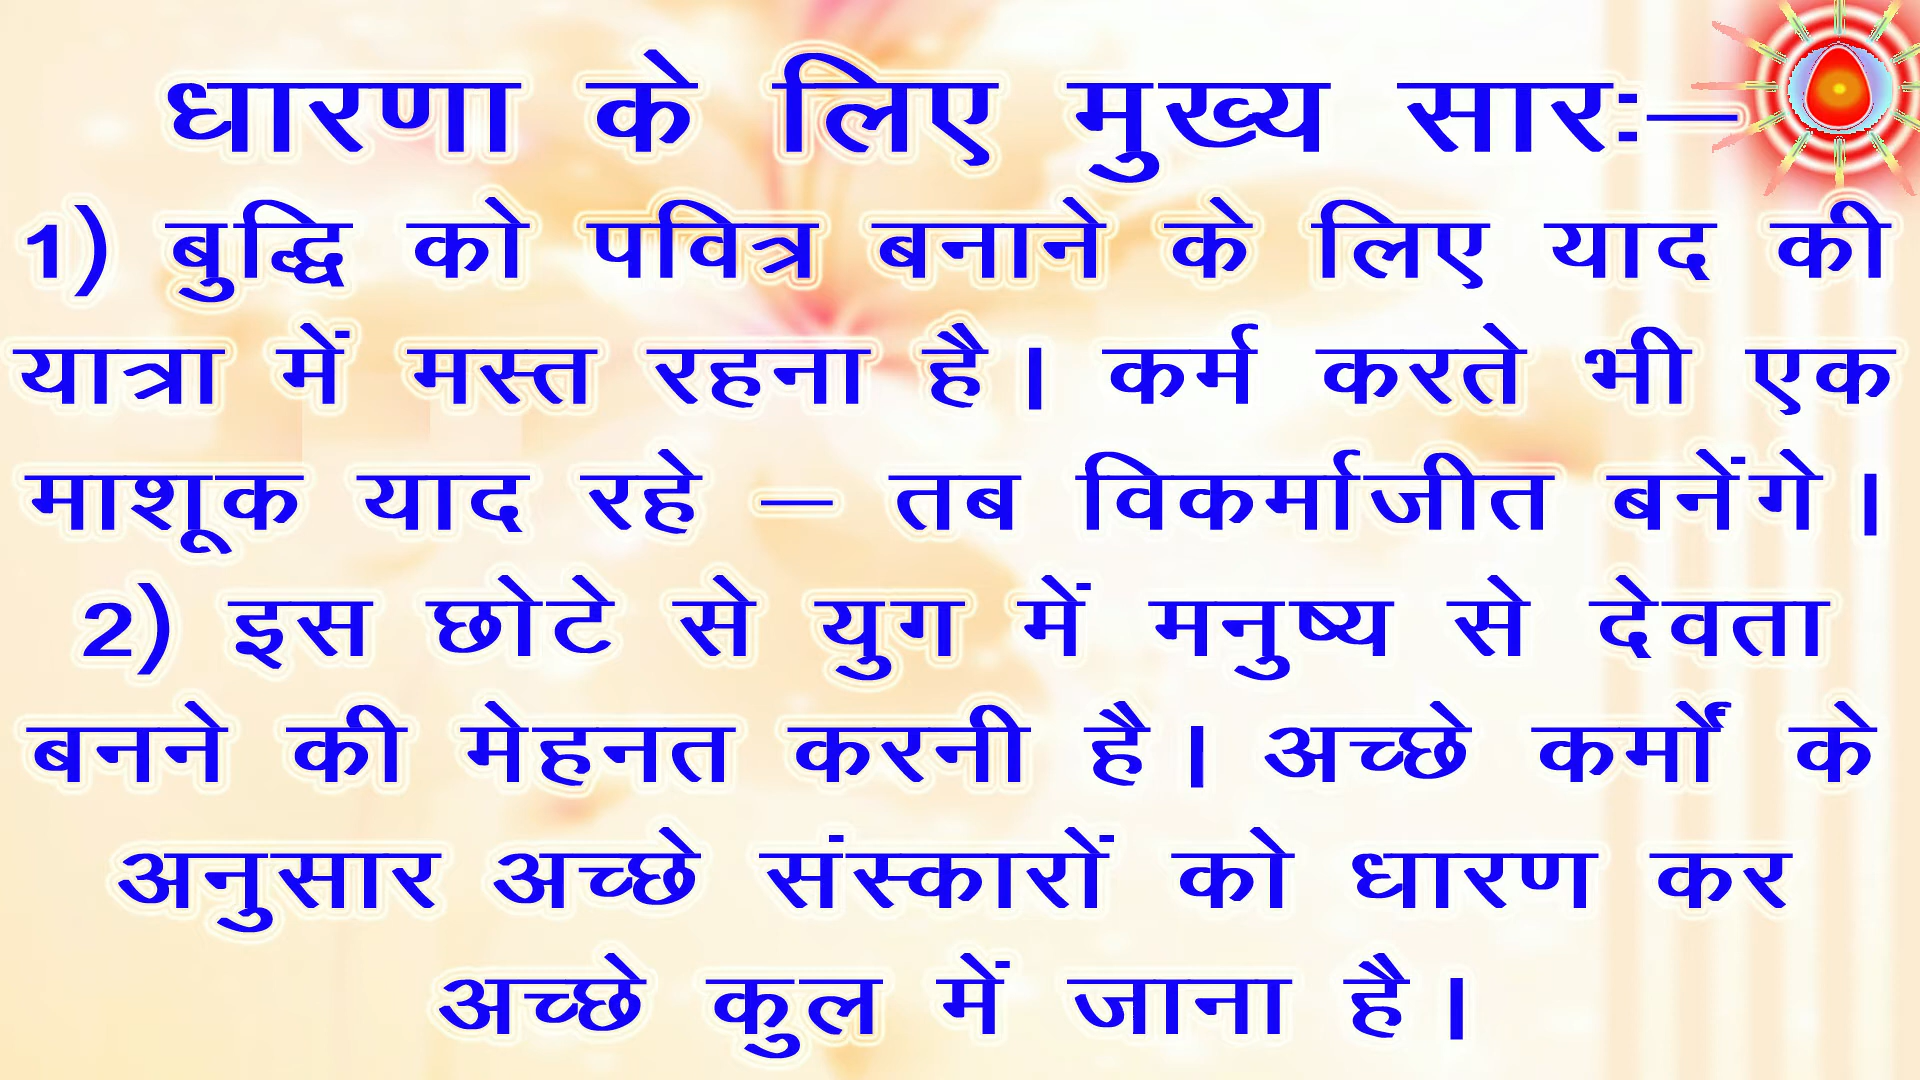 धारणा के लिए मुख्य सारः—
1) बुद्धि को पवित्र बनाने के लिए याद की
यात्रा में मस्त रहना है। कर्म करते भी एक
माशूक याद रहे – तब विकर्माजीत बनेंगे।
2) इस छोटे से युग में मनुष्य से देवता
बनने की मेहनत करनी है। अच्छे कर्मों के
अनुसार अच्छे संस्कारों को धारण कर
अच्छे कुल में जाना है।